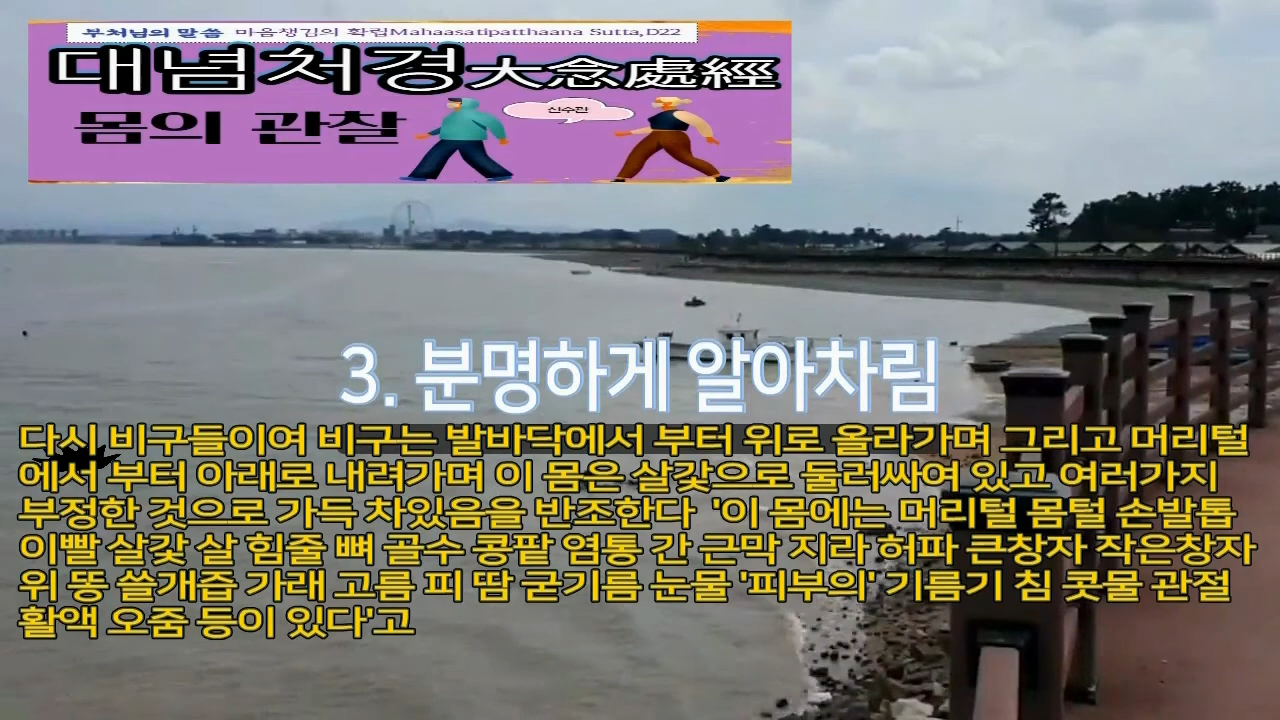 부처님의 말씀 마음챙김의 확립Mahaasatipatthaana Sutta,D22
대념처경大念處經
몸의 관찰
신수관
3. 분명하게 알아차림
다시 비구들이여 비구는 발바닥에서 부터 위로 올라가며 그리고 머리털
에서 부터 아래로 내려가며 이 몸은 살갗으로 둘러싸여 있고 여러가지
부정한 것으로 가득 차있음을 반조한다 '이 몸에는 머리털 몸털 손발톱
이빨 살갗 살 힘줄 뼈 골수 콩팥 염통 간 근막 지라 허파 큰창자 작은창자
위 똥 쓸개즙 가래 고름 피 땀 굳기름 눈물 '피부의' 기름기 침 콧물 관절
활액 오줌 등이 있다'고